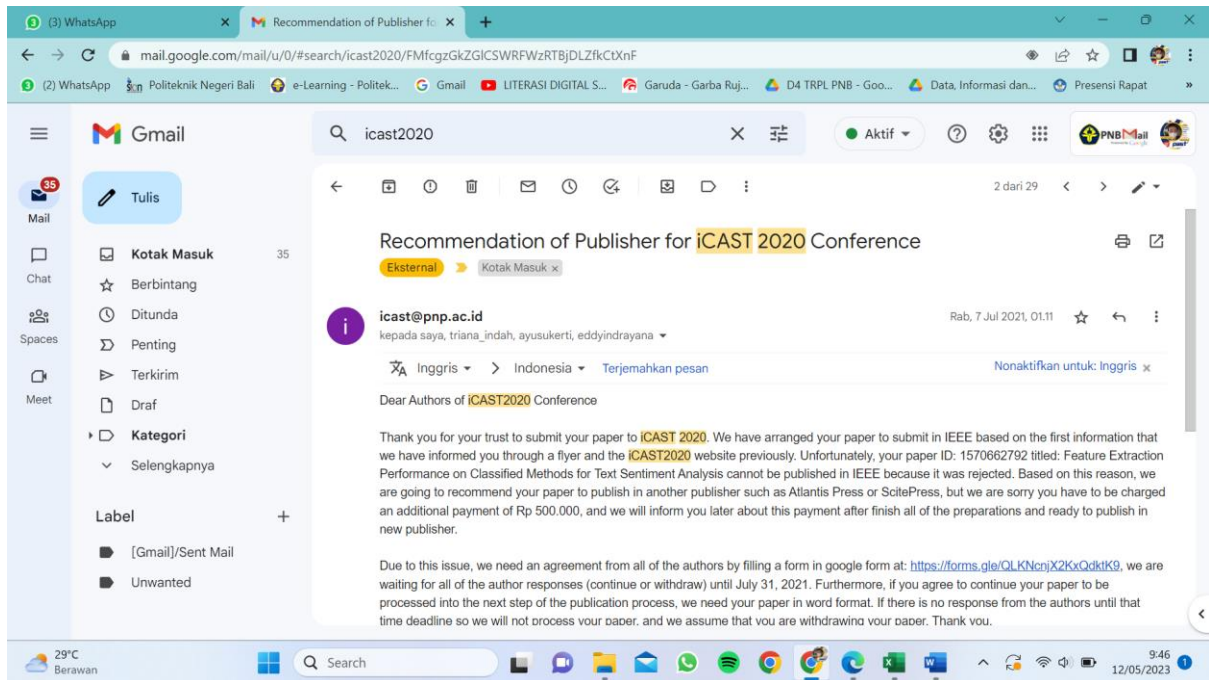 (3) WhatsApp
Recommendation of Publisher fo
mail.google.com/mail/u/0/#search/icast2020/FMfcgzGkZGlCSWRFWzRTBjDLZfkCtXnF
(2) WhatsApp
Politeknik Negeri Bali
e-Learning - Politek...
Gmail
LITERASI DIGITAL S...
Garuda - Garba Ruj...
D4 TRPL PNB - Goo...
Data, Informasi dan...
Presensi Rapat
»
Gmail
icast2020
Aktif
PNBMail
35
Mail
Chat
Spaces
Meet
Tulis
Kotak Masuk 35
Berbintang
Ditunda
Penting
Terkirim
Draf
Kategori
Selengkapnya
Label
[Gmail]/Sent Mail
Unwanted
2 dari 29
Recommendation of Publisher for iCAST 2020 Conference
Eksternal
Kotak Masuk ×
i
icast@pnp.ac.id
Rab, 7 Jul 2021, 01.11
kepada saya, triana_indah, ayusukerti, eddyindrayana
Inggris > Indonesia Terjemahkan pesan
Nonaktifkan untuk: Inggris ×
Dear Authors of iCAST2020 Conference
Thank you for your trust to submit your paper to iCAST 2020. We have arranged your paper to submit in IEEE based on the first information that
we have informed you through a flyer and the iCAST2020 website previously. Unfortunately, your paper ID: 1570662792 titled: Feature Extraction
Performance on Classified Methods for Text Sentiment Analysis cannot be published in IEEE because it was rejected. Based on this reason, we
are going to recommend your paper to publish in another publisher such as Atlantis Press or ScitePress, but we are sorry you have to be charged
an additional payment of Rp 500.000, and we will inform you later about this payment after finish all of the preparations and ready to publish in
new publisher.
Due to this issue, we need an agreement from all of the authors by filling a form in google form at: https://forms.gle/QLKNcnjX2KxQdktK9, we are
waiting for all of the author responses (continue or withdraw) until July 31, 2021. Furthermore, if you agree to continue your paper to be
processed into the next step of the publication process, we need your paper in word format. If there is no response from the authors until that
time deadline so we will not process your paper, and we assume that you are withdrawing your paper. Thank you.
29°C
Berawan
Search
9:46
12/05/2023
1